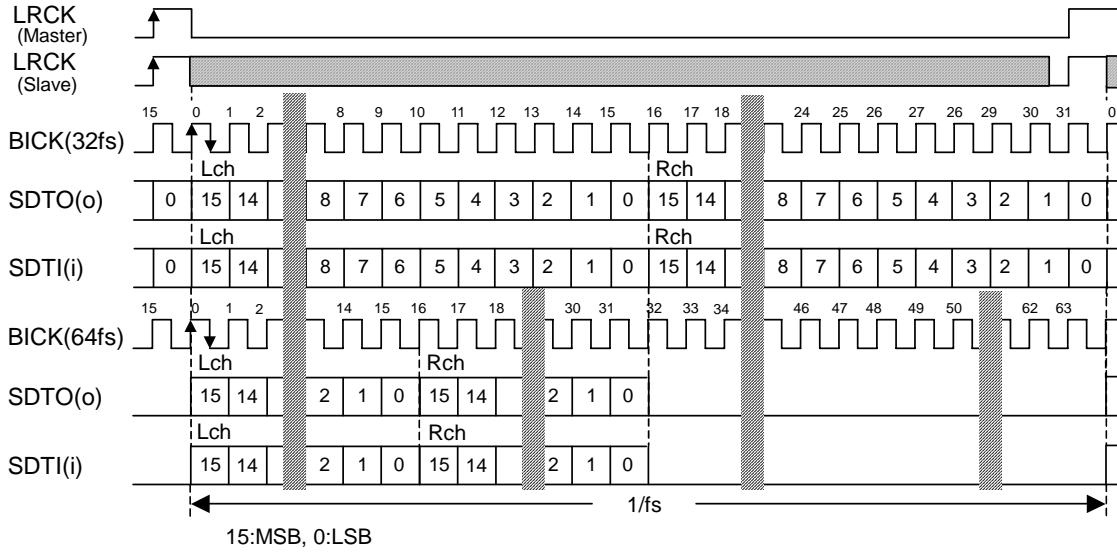 LRCK
(Master)
LRCK
(Slave)
15 0 1 2 8 9 10 11 12 13 14 15 16 17 18 24 25 26 27 26 29 30 31 0
BICK(32fs)
Lch Rch
SDTO(o) 0 15 14 8 7 6 5 4 3 2 1 0 15 14 8 7 6 5 4 3 2 1 0
Lch Rch
SDTI(i) 0 15 14 8 7 6 5 4 3 2 1 0 15 14 8 7 6 5 4 3 2 1 0
15 0 1 2 14 15 16 17 18 30 31 32 33 34 46 47 48 49 50 62 63
BICK(64fs)
Lch Rch
SDTO(o) 15 14 2 1 0 15 14 2 1 0
Lch Rch
SDTI(i) 15 14 2 1 0 15 14 2 1 0
1/fs
15:MSB, 0:LSB